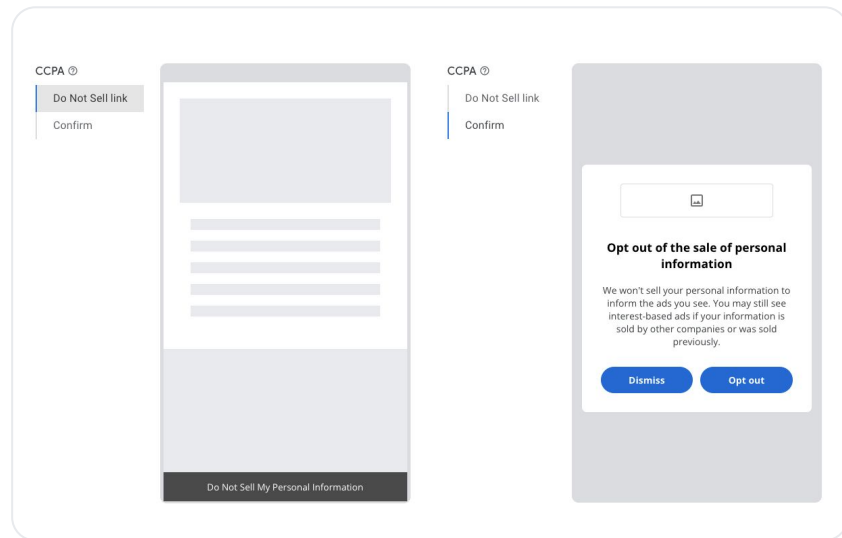 CCPA
Do Not Sell link
Confirm
Do Not Sell My Personal Information
CCPA
Do Not Sell link
Confirm
Opt out of the sale of personal
information
We won't sell your personal information to
inform the ads you see. You may still see
interest-based ads if your information is
sold by other companies or was sold
previously.
Dismiss
Opt out